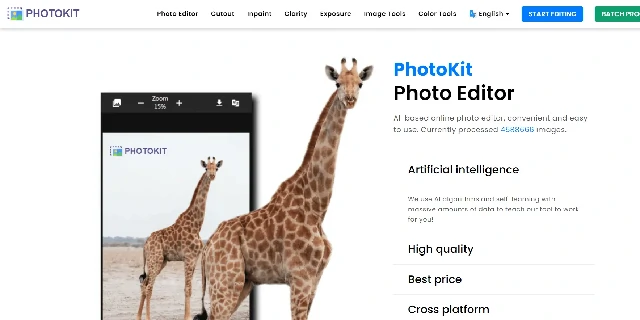 PHOTOKIT
Photo Editor Cutout Inpaint Clarity Exposure Image Tools Color Tools English START EDITING BATCH PRO
Zoom
15%
PHOTOKIT
PhotoKit
Photo Editor
AI based online photo editor, convenient and easy
to use. Currently processed 4588566 images.
Artificial intelligence
We use AI algorithms and self-learning with
massive amounts of data to teach our tool to work
for you!
High quality
Best price
Cross platform